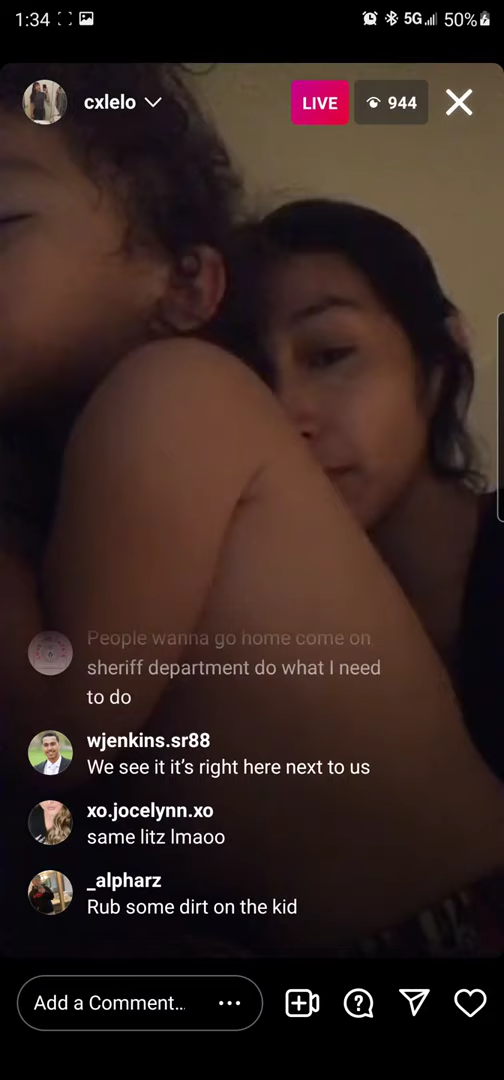 1:34
5G
50%
cxlelo
LIVE
944
People wanna go home come on
sheriff department do what I need
to do
wjenkins.sr88
We see it it’s right here next to us
xo.jocelynn.xo
same litz lmaoo
_alpharz
Rub some dirt on the kid
Add a Comment...